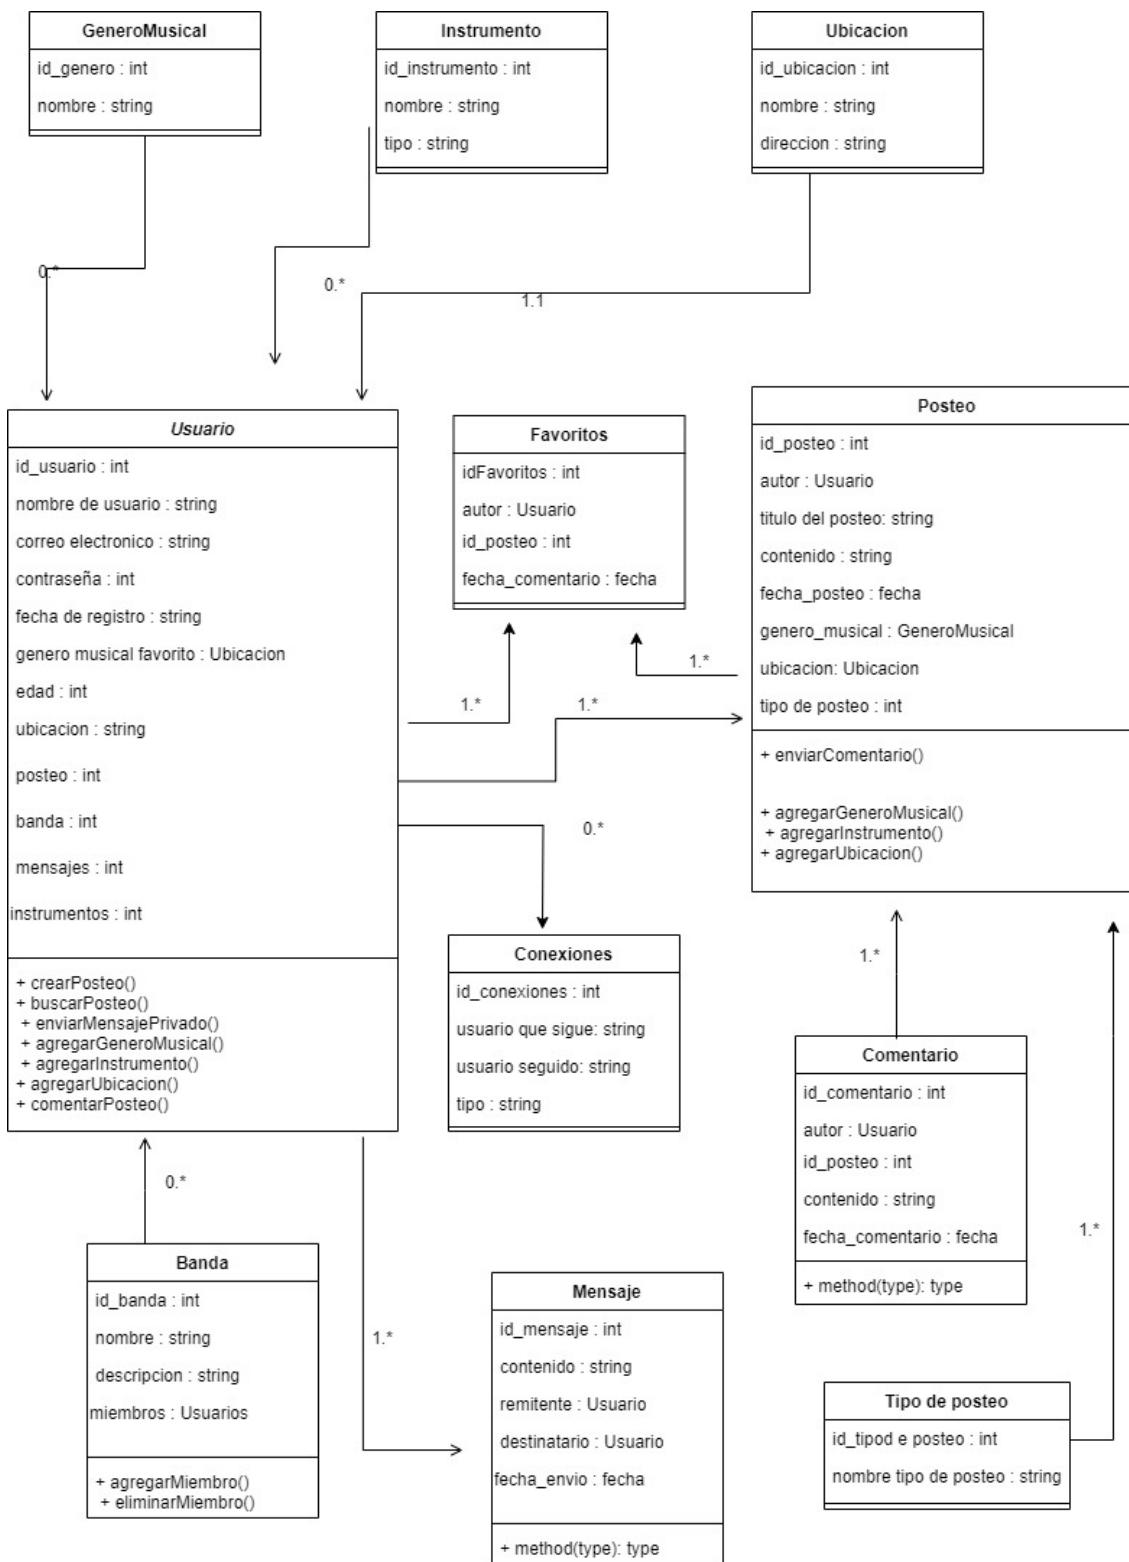 GeneroMusical
id_genero : int
nombre : string
Instrumento
id_instrumento : int
nombre : string
tipo : string
Ubicacion
id_ubicacion : int
nombre : string
direccion : string
0.*
0.*
1.1
Usuario
id_usuario : int
nombre de usuario : string
correo electronico : string
contraseña : int
fecha de registro : string
genero musical favorito : Ubicacion
edad : int
ubicacion : string
posteo : int
banda : int
mensajes : int
instrumentos : int
+ crearPosteo()
+ buscarPosteo()
+ enviarMensajePrivado()
+ agregarGeneroMusical()
+ agregarInstrumento()
+ agregarUbicacion()
+ comentarPosteo()
Favoritos
idFavoritos : int
autor : Usuario
id_posteo : int
fecha_comentario : fecha
1.*
1.*
1.*
0.*
Posteo
id_posteo : int
autor : Usuario
titulo del posteo: string
contenido : string
fecha_posteo : fecha
genero_musical : GeneroMusical
ubicacion: Ubicacion
tipo de posteo : int
+ enviarComentario()
+ agregarGeneroMusical()
+ agregarInstrumento()
+ agregarUbicacion()
Conexiones
id_conexiones : int
usuario que sigue: string
usuario seguido: string
tipo : string
1.*
Comentario
id_comentario : int
autor : Usuario
id_posteo : int
contenido : string
fecha_comentario : fecha
+ method(type): type
1.*
0.*
Banda
id_banda : int
nombre : string
descripcion : string
miembros : Usuarios
+ agregarMiembro()
+ eliminarMiembro()
1.*
Mensaje
id_mensaje : int
contenido : string
remitente : Usuario
destinatario : Usuario
fecha_envio : fecha
+ method(type): type
Tipo de posteo
id_tipod e posteo : int
nombre tipo de posteo : string